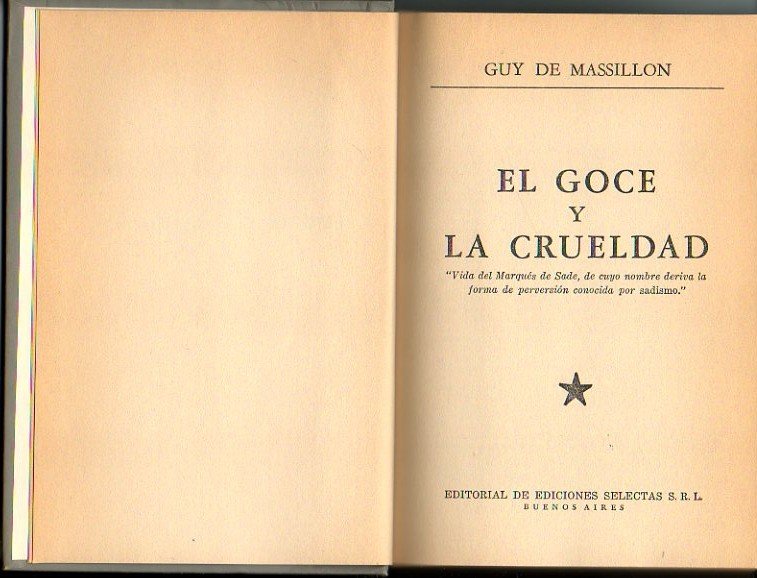 GUY DE MASSILLON
EL GOCE
Y
LA CRUELDAD
"Vida del Marqués de Sade, de cuyo nombre deriva la
forma de perversión conocida por sadismo."
EDITORIAL DE EDICIONES SELECTAS S. R. L.
BUENOS AIRES